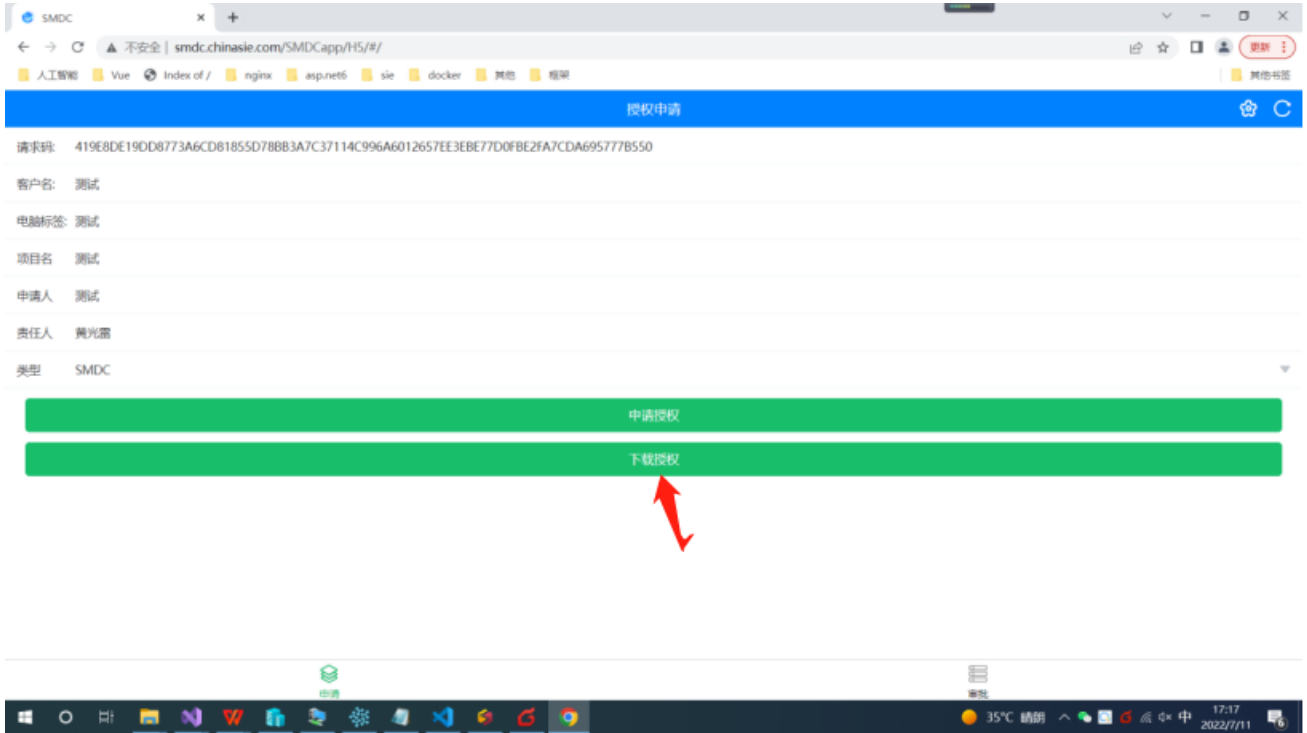 SMDC
不安全 | smdc.chinasie.com/SMDCapp/H5/#/
更新
人工智能 Vue Index of / nginx asp.net6 sie docker 其他 框架 其他书签
授权申请
请求码: 419E8DE19DD8773A6CD81855D78BB3A7C37114C996A6012657EE3EBE77D0FBE2FA7CDA695777B550
客户名: 测试
电脑标签: 测试
项目名 测试
申请人 测试
责任人 黄光雷
类型 SMDC
申请授权
下载授权
申请 审批
35°C 晴朗 中 17:17
2022/7/11
6